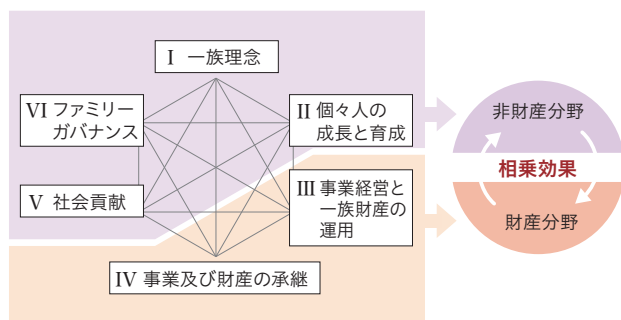 I 一族理念
VI ファミリー
ガバナンス
II 個々人の
成長と育成
V 社会貢献
III 事業経営と
一族財産の
運用
IV 事業及び財産の承継
非財産分野
相乗効果
財産分野